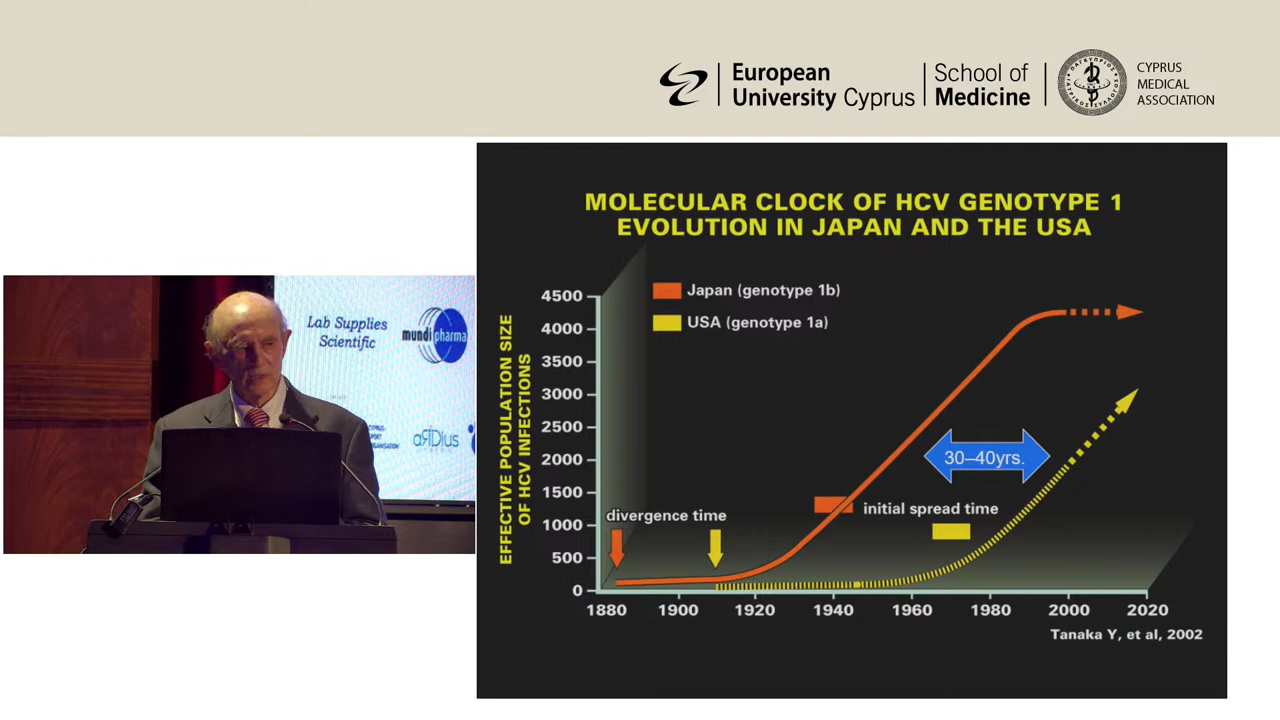 European
University Cyprus
School of
Medicine
CYPRUS
MEDICAL
ASSOCIATION
ΠΑΓΚΥΠΡΙΟΣ
ΙΑΤΡΙΚΟΣ ΣΥΛΛΟΓΟΣ
Lab Supplies
Scientific
mundipharma
MOLECULAR CLOCK OF HCV GENOTYPE 1
EVOLUTION IN JAPAN AND THE USA
Japan (genotype 1b)
USA (genotype 1a)
EFFECTIVE POPULATION SIZE
OF HCV INFECTIONS
4500
4000
3500
3000
2500
2000
1500
1000
500
0
30–40yrs.
divergence time
initial spread time
1880
1900
1920
1940
1960
1980
2000
2020
Tanaka Y, et al, 2002